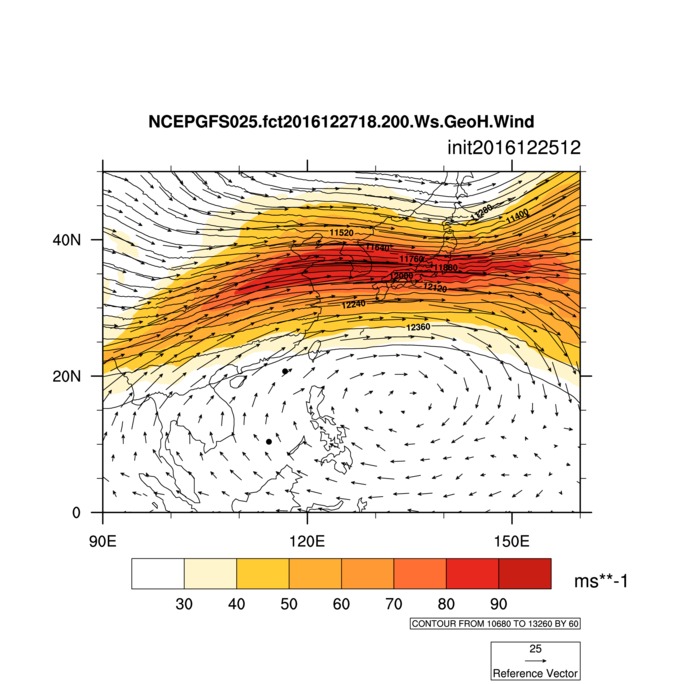 NCEPGFS025.fct2016122718.200.Ws.GeoH.Wind
init2016122512
11280
11400
11520
11640
11760
11880
12000
12120
12240
12360
40N
20N
0
90E 120E 150E
30 40 50 60 70 80 90
ms**-1
CONTOUR FROM 10680 TO 13260 BY 60
25
Reference Vector